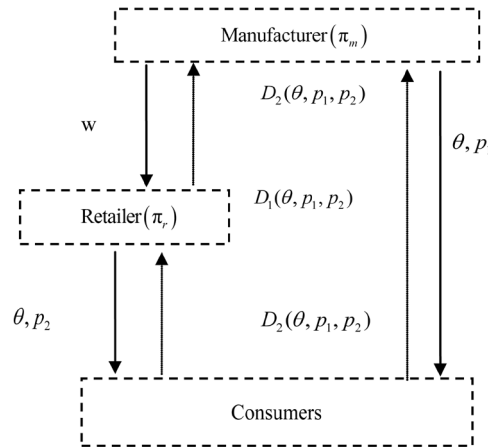 Manufacturer(π_m)
D_2(θ, p_1, p_2)
w
θ, p
D_1(θ, p_1, p_2)
Retailer(π_r)
θ, p_2
D_2(θ, p_1, p_2)
Consumers